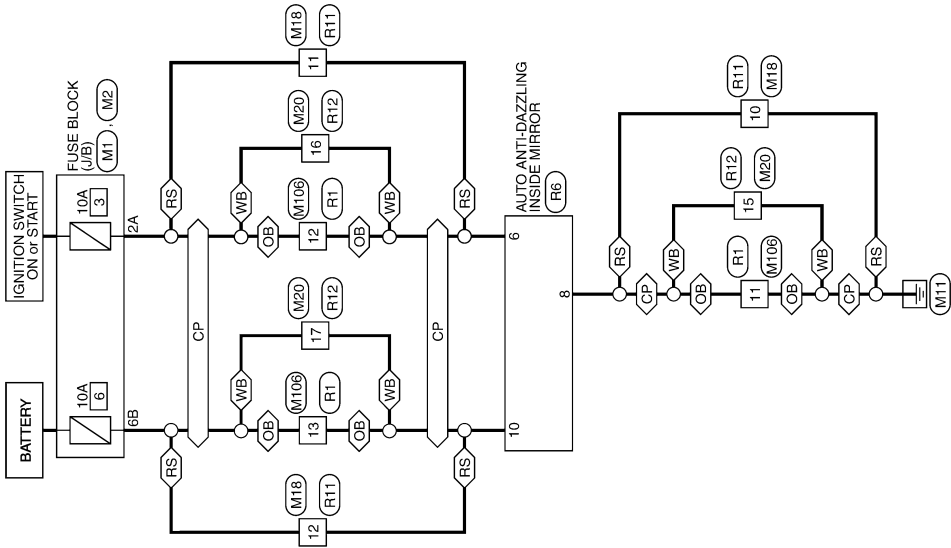 BATTERY
IGNITION SWITCH
ON or START
FUSE BLOCK
(J/B)
M1 , M2
10A
6
10A
3
6B
2A
RS
RS
CP
WB
WB
OB
OB
M18
R11
12
M106
R1
13
M20
R12
17
M106
R1
12
M20
R12
16
M18
R11
11
OB
WB
OB
WB
CP
RS
RS
10
6
AUTO ANTI-DAZZLING
INSIDE MIRROR
R6
8
RS
CP
WB
OB
R1
M106
11
R12
M20
15
R11
M18
10
OB
WB
CP
RS
M11